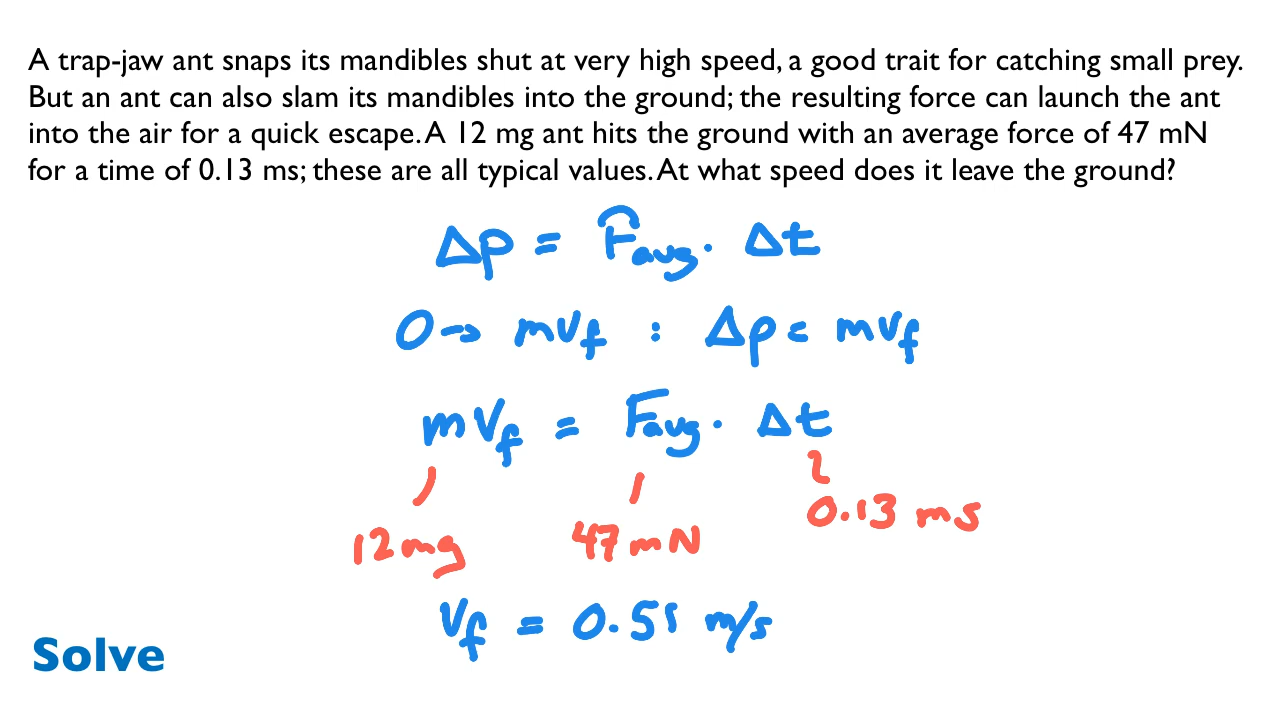 A trap-jaw ant snaps its mandibles shut at very high speed, a good trait for catching small prey.
But an ant can also slam its mandibles into the ground; the resulting force can launch the ant
into the air for a quick escape. A 12 mg ant hits the ground with an average force of 47 mN
for a time of 0.13 ms; these are all typical values. At what speed does it leave the ground?
Δp = Favg · Δt
0 → mvf : Δp = mvf
mvf = Favg · Δt
12 mg 47 mN 0.13 ms
vf = 0.51 m/s
Solve